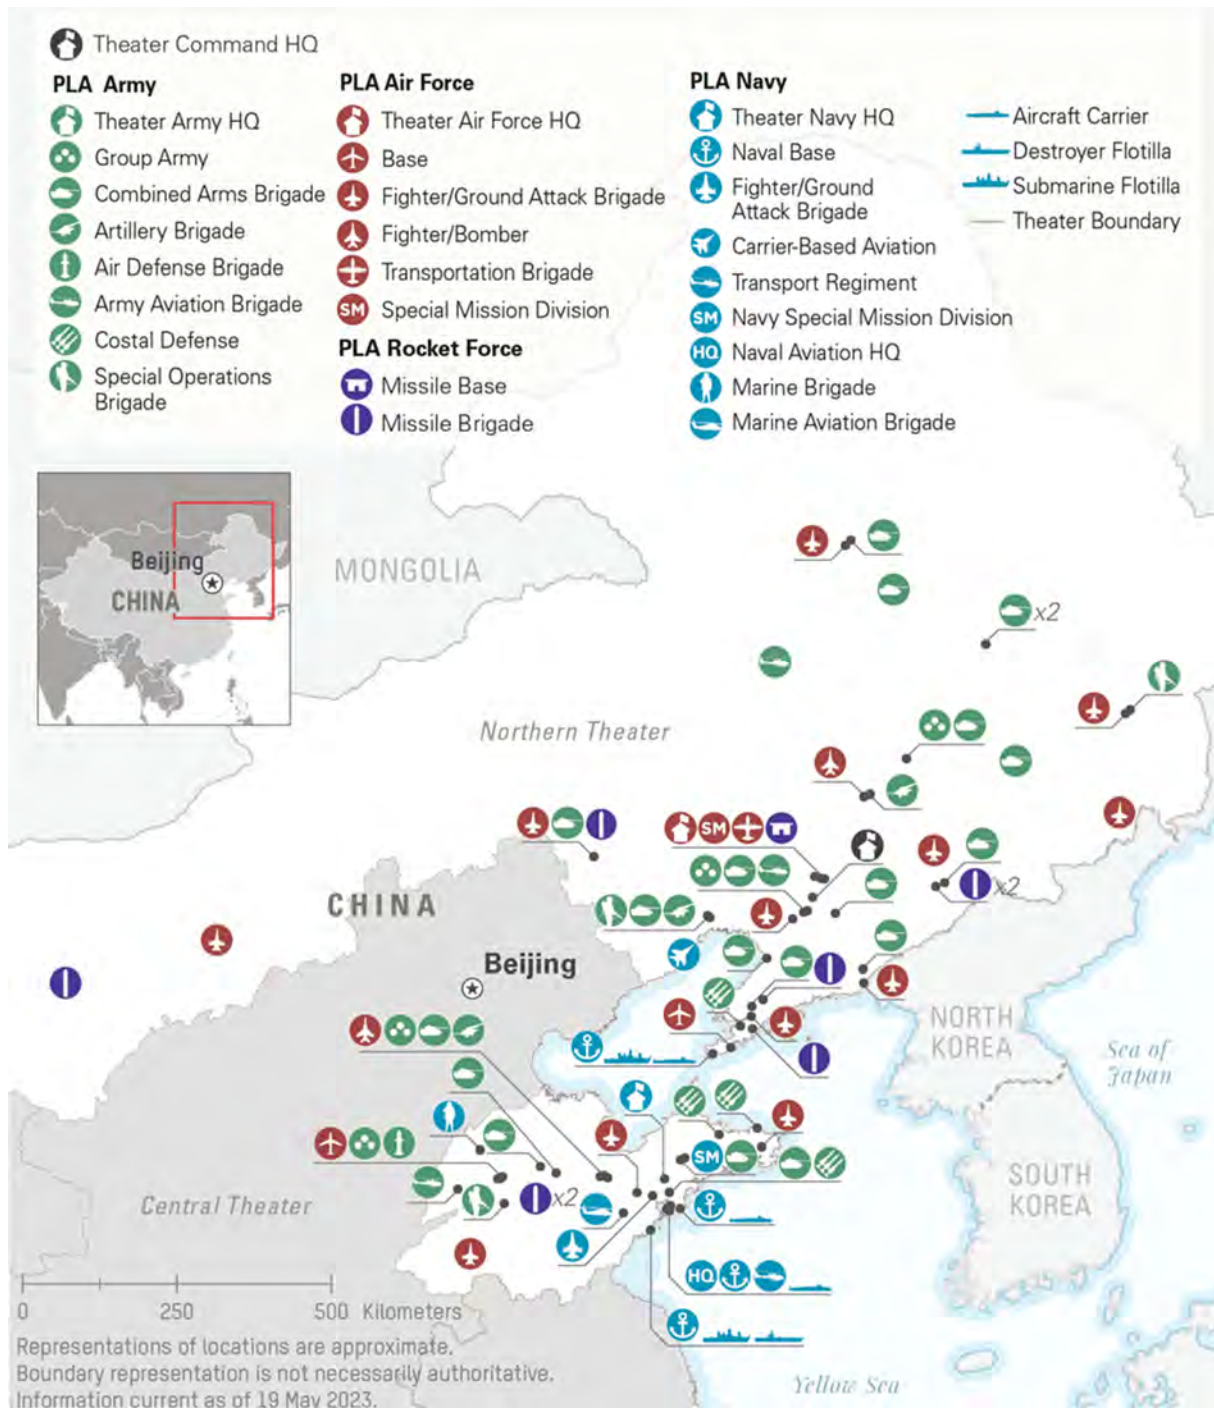 Theater Command HQ
PLA Army
Theater Army HQ
Group Army
Combined Arms Brigade
Artillery Brigade
Air Defense Brigade
Army Aviation Brigade
Costal Defense
Special Operations
Brigade
PLA Air Force
Theater Air Force HQ
Base
Fighter/Ground Attack Brigade
Fighter/Bomber
Transportation Brigade
SM Special Mission Division
PLA Rocket Force
Missile Base
Missile Brigade
PLA Navy
Theater Navy HQ
Naval Base
Fighter/Ground
Attack Brigade
Carrier-Based Aviation
Transport Regiment
SM Navy Special Mission Division
HQ Naval Aviation HQ
Marine Brigade
Marine Aviation Brigade
Aircraft Carrier
Destroyer Flotilla
Submarine Flotilla
Theater Boundary
Beijing
CHINA
MONGOLIA
x2
Northern Theater
SM
x2
CHINA
Beijing
NORTH
KOREA
Sea of
Japan
SM
SOUTH
KOREA
Central Theater
x2
HQ
0 250 500 Kilometers
Representations of locations are approximate.
Boundary representation is not necessarily authoritative.
Information current as of 19 May 2023.
Yellow Sea